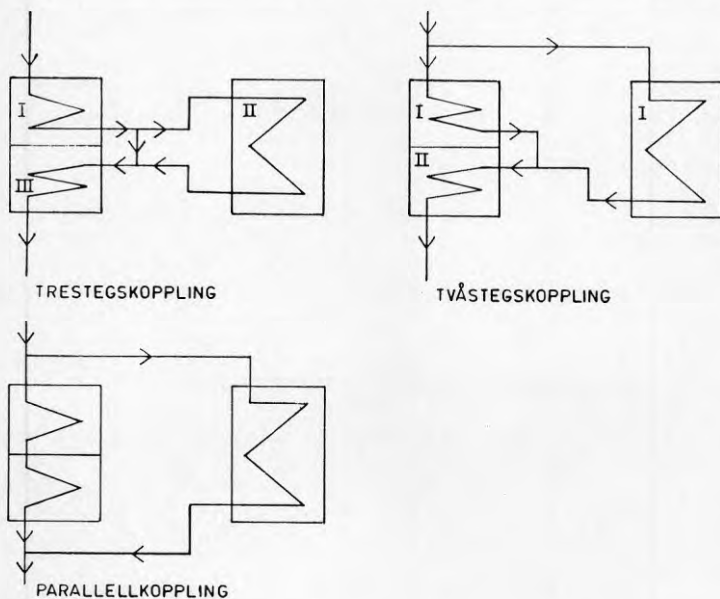 I
II
III
TRESTEGSKOPPLING
I
I
II
TVÅSTEGSKOPPLING
PARALLELLKOPPLING